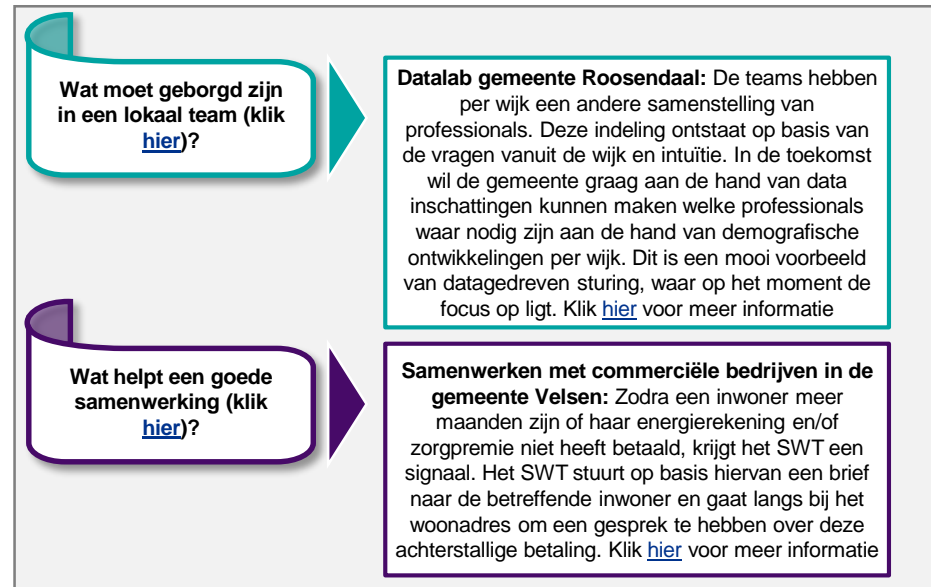 Wat moet geborgd zijn
in een lokaal team (klik
hier)?
Datalab gemeente Roosendaal: De teams hebben
per wijk een andere samenstelling van
professionals. Deze indeling ontstaat op basis van
de vragen vanuit de wijk en intuïtie. In de toekomst
wil de gemeente graag aan de hand van data
inschattingen kunnen maken welke professionals
waar nodig zijn aan de hand van demografische
ontwikkelingen per wijk. Dit is een mooi voorbeeld
van datagedreven sturing, waar op het moment de
focus op ligt. Klik hier voor meer informatie
Wat helpt een goede
samenwerking (klik
hier)?
Samenwerken met commerciële bedrijven in de
gemeente Velsen: Zodra een inwoner meer
maanden zijn of haar energierekening en/of
zorgpremie niet heeft betaald, krijgt het SWT een
signaal. Het SWT stuurt op basis hiervan een brief
naar de betreffende inwoner en gaat langs bij het
woonadres om een gesprek te hebben over deze
achterstallige betaling. Klik hier voor meer informatie